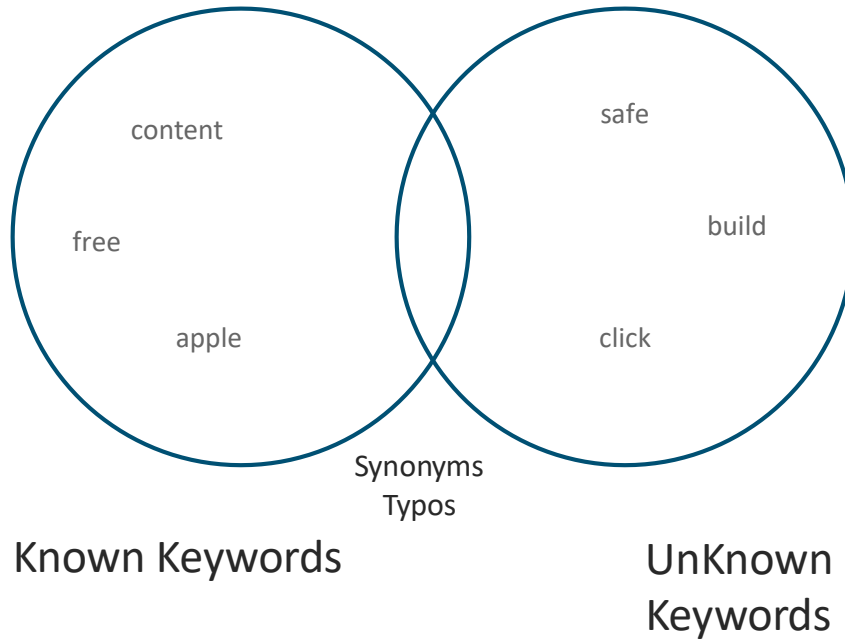 content
free
apple
safe
build
click
Synonyms
Typos
Known Keywords
UnKnown
Keywords